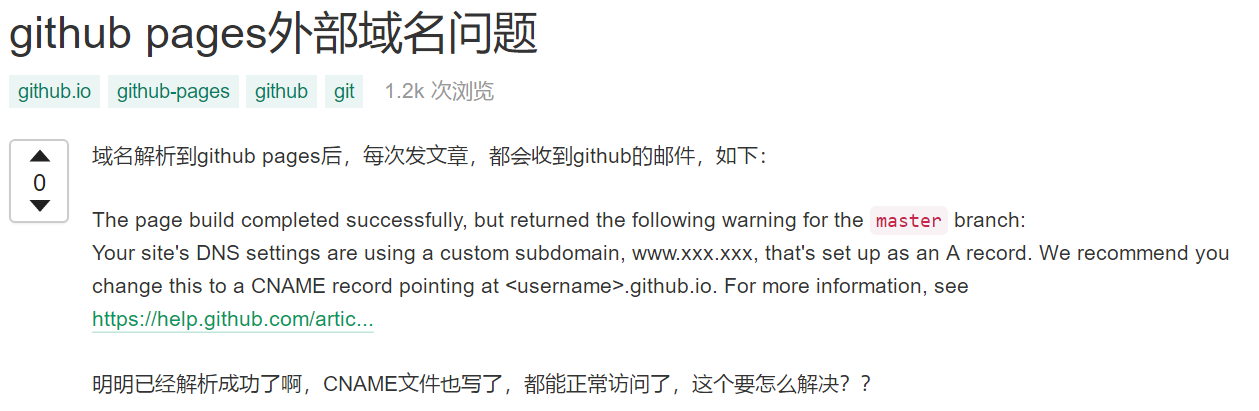 github pages外部域名问题
github.io github-pages github git 1.2k 次浏览
域名解析到github pages后，每次发文章，都会收到github的邮件，如下：
0
The page build completed successfully, but returned the following warning for the master branch:
Your site's DNS settings are using a custom subdomain, www.xxx.xxx, that's set up as an A record. We recommend you
change this to a CNAME record pointing at <username>.github.io. For more information, see
https://help.github.com/artic...
明明已经解析成功了啊，CNAME文件也写了，都能正常访问了，这个要怎么解决？？